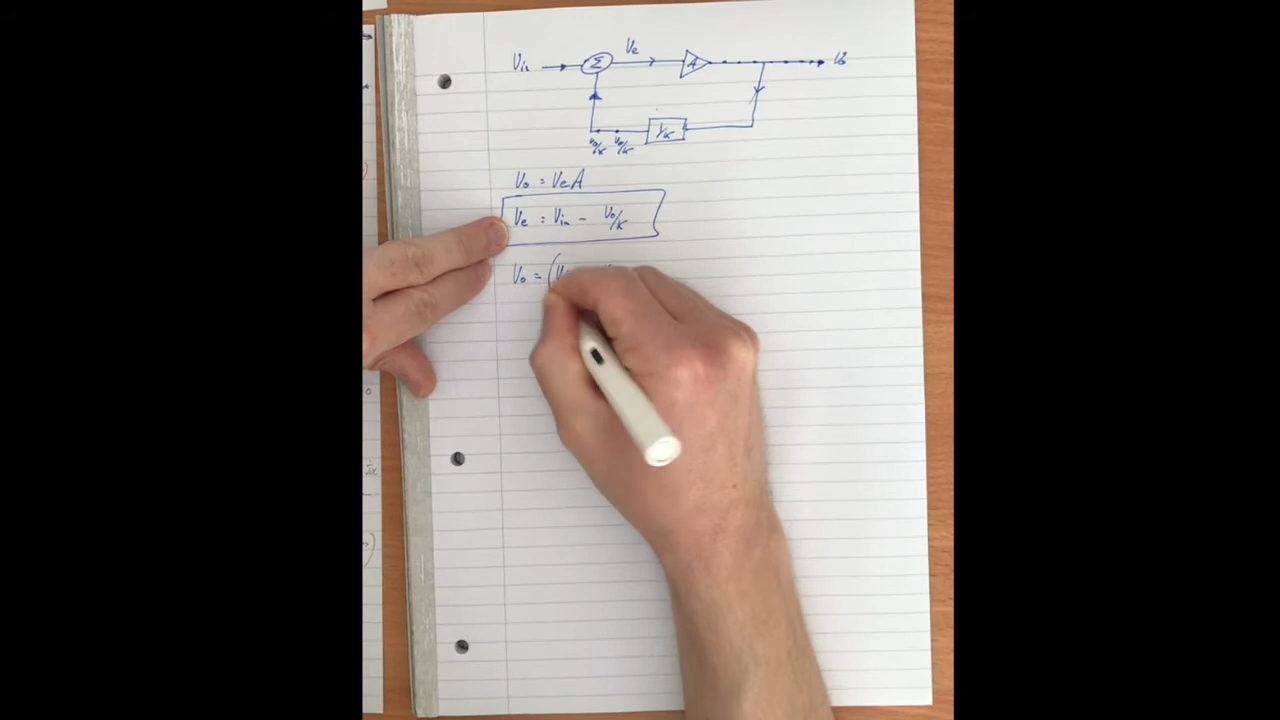 Vin Σ Ve A Vo
1/K
Vo/K Vo/K
Vo = VeA
Ve = Vin - Vo/K
Vo = (